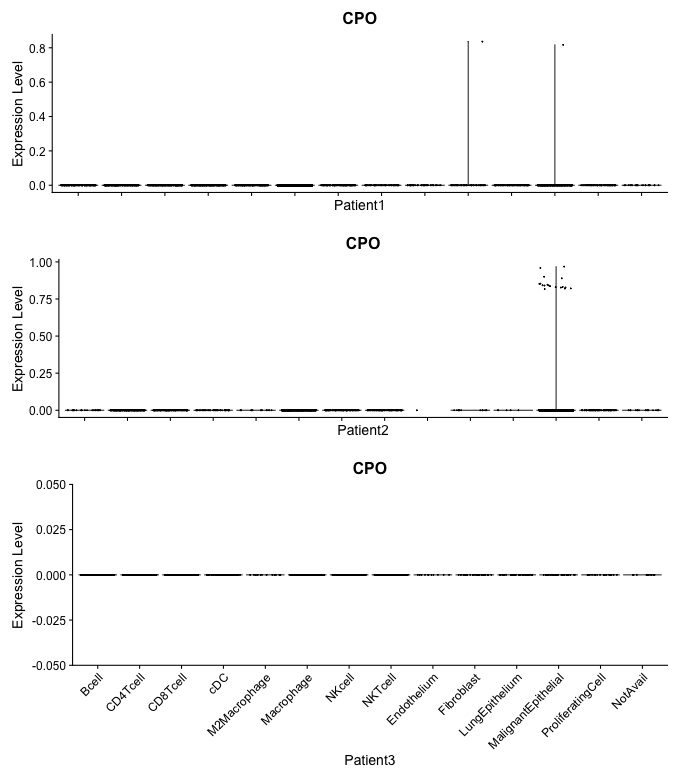 CPO
Expression Level
0.8
0.6
0.4
0.2
0.0
Patient1
CPO
Expression Level
1.00
0.75
0.50
0.25
0.00
Patient2
CPO
Expression Level
0.050
0.025
0.000
-0.025
-0.050
Bcell
CD4Tcell
CD8Tcell
cDC
M2Macrophage
Macrophage
NKcell
NKTcell
Endothelium
Fibroblast
LungEpithelium
MalignantEpithelial
ProliferatingCell
NotAvail
Patient3